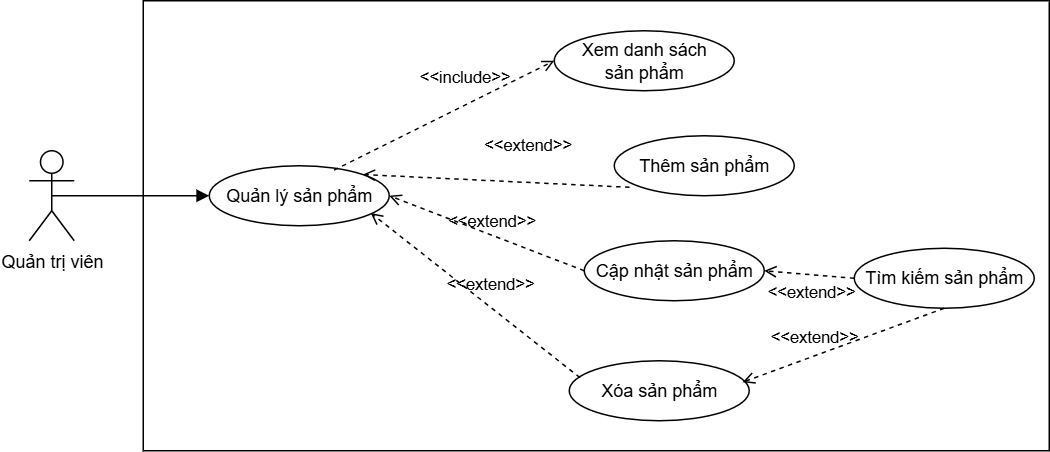 Xem danh sách
sản phẩm
<<include>>
<<extend>>
Thêm sản phẩm
Quản lý sản phẩm
<<extend>>
Quản trị viên
Cập nhật sản phẩm
Tìm kiếm sản phẩm
<<extend>>
<<extend>>
<<extend>>
Xóa sản phẩm